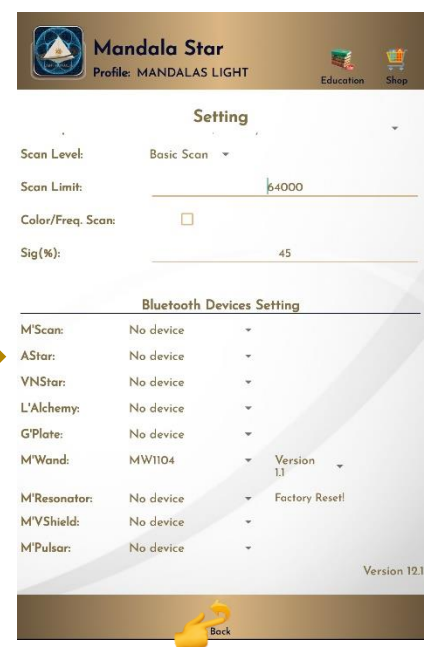 Mandala Star
Profile: MANDALAS LIGHT
Education
Shop
Setting
Scan Level: Basic Scan
Scan Limit: 64000
Color/Freq. Scan:
Sig(%): 45
Bluetooth Devices Setting
M'Scan: No device
AStar: No device
VNStar: No device
L'Alchemy: No device
G'Plate: No device
M'Wand: MW1104 Version
1.1
M'Resonator: No device Factory Reset!
M'VShield: No device
M'Pulsar: No device
Version 12.1
Back